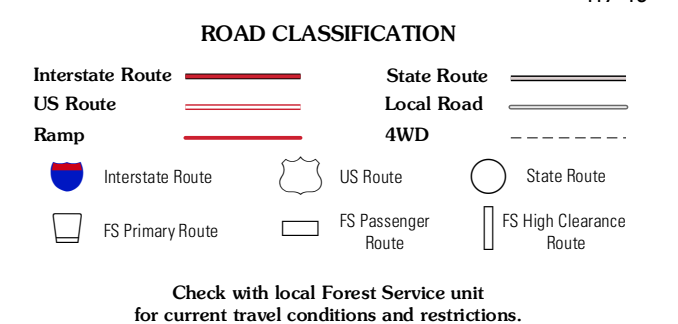 ROAD CLASSIFICATION
Interstate Route
State Route
US Route
Local Road
Ramp
4WD
Interstate Route
US Route
State Route
FS Primary Route
FS Passenger
Route
FS High Clearance
Route
Check with local Forest Service unit
for current travel conditions and restrictions.